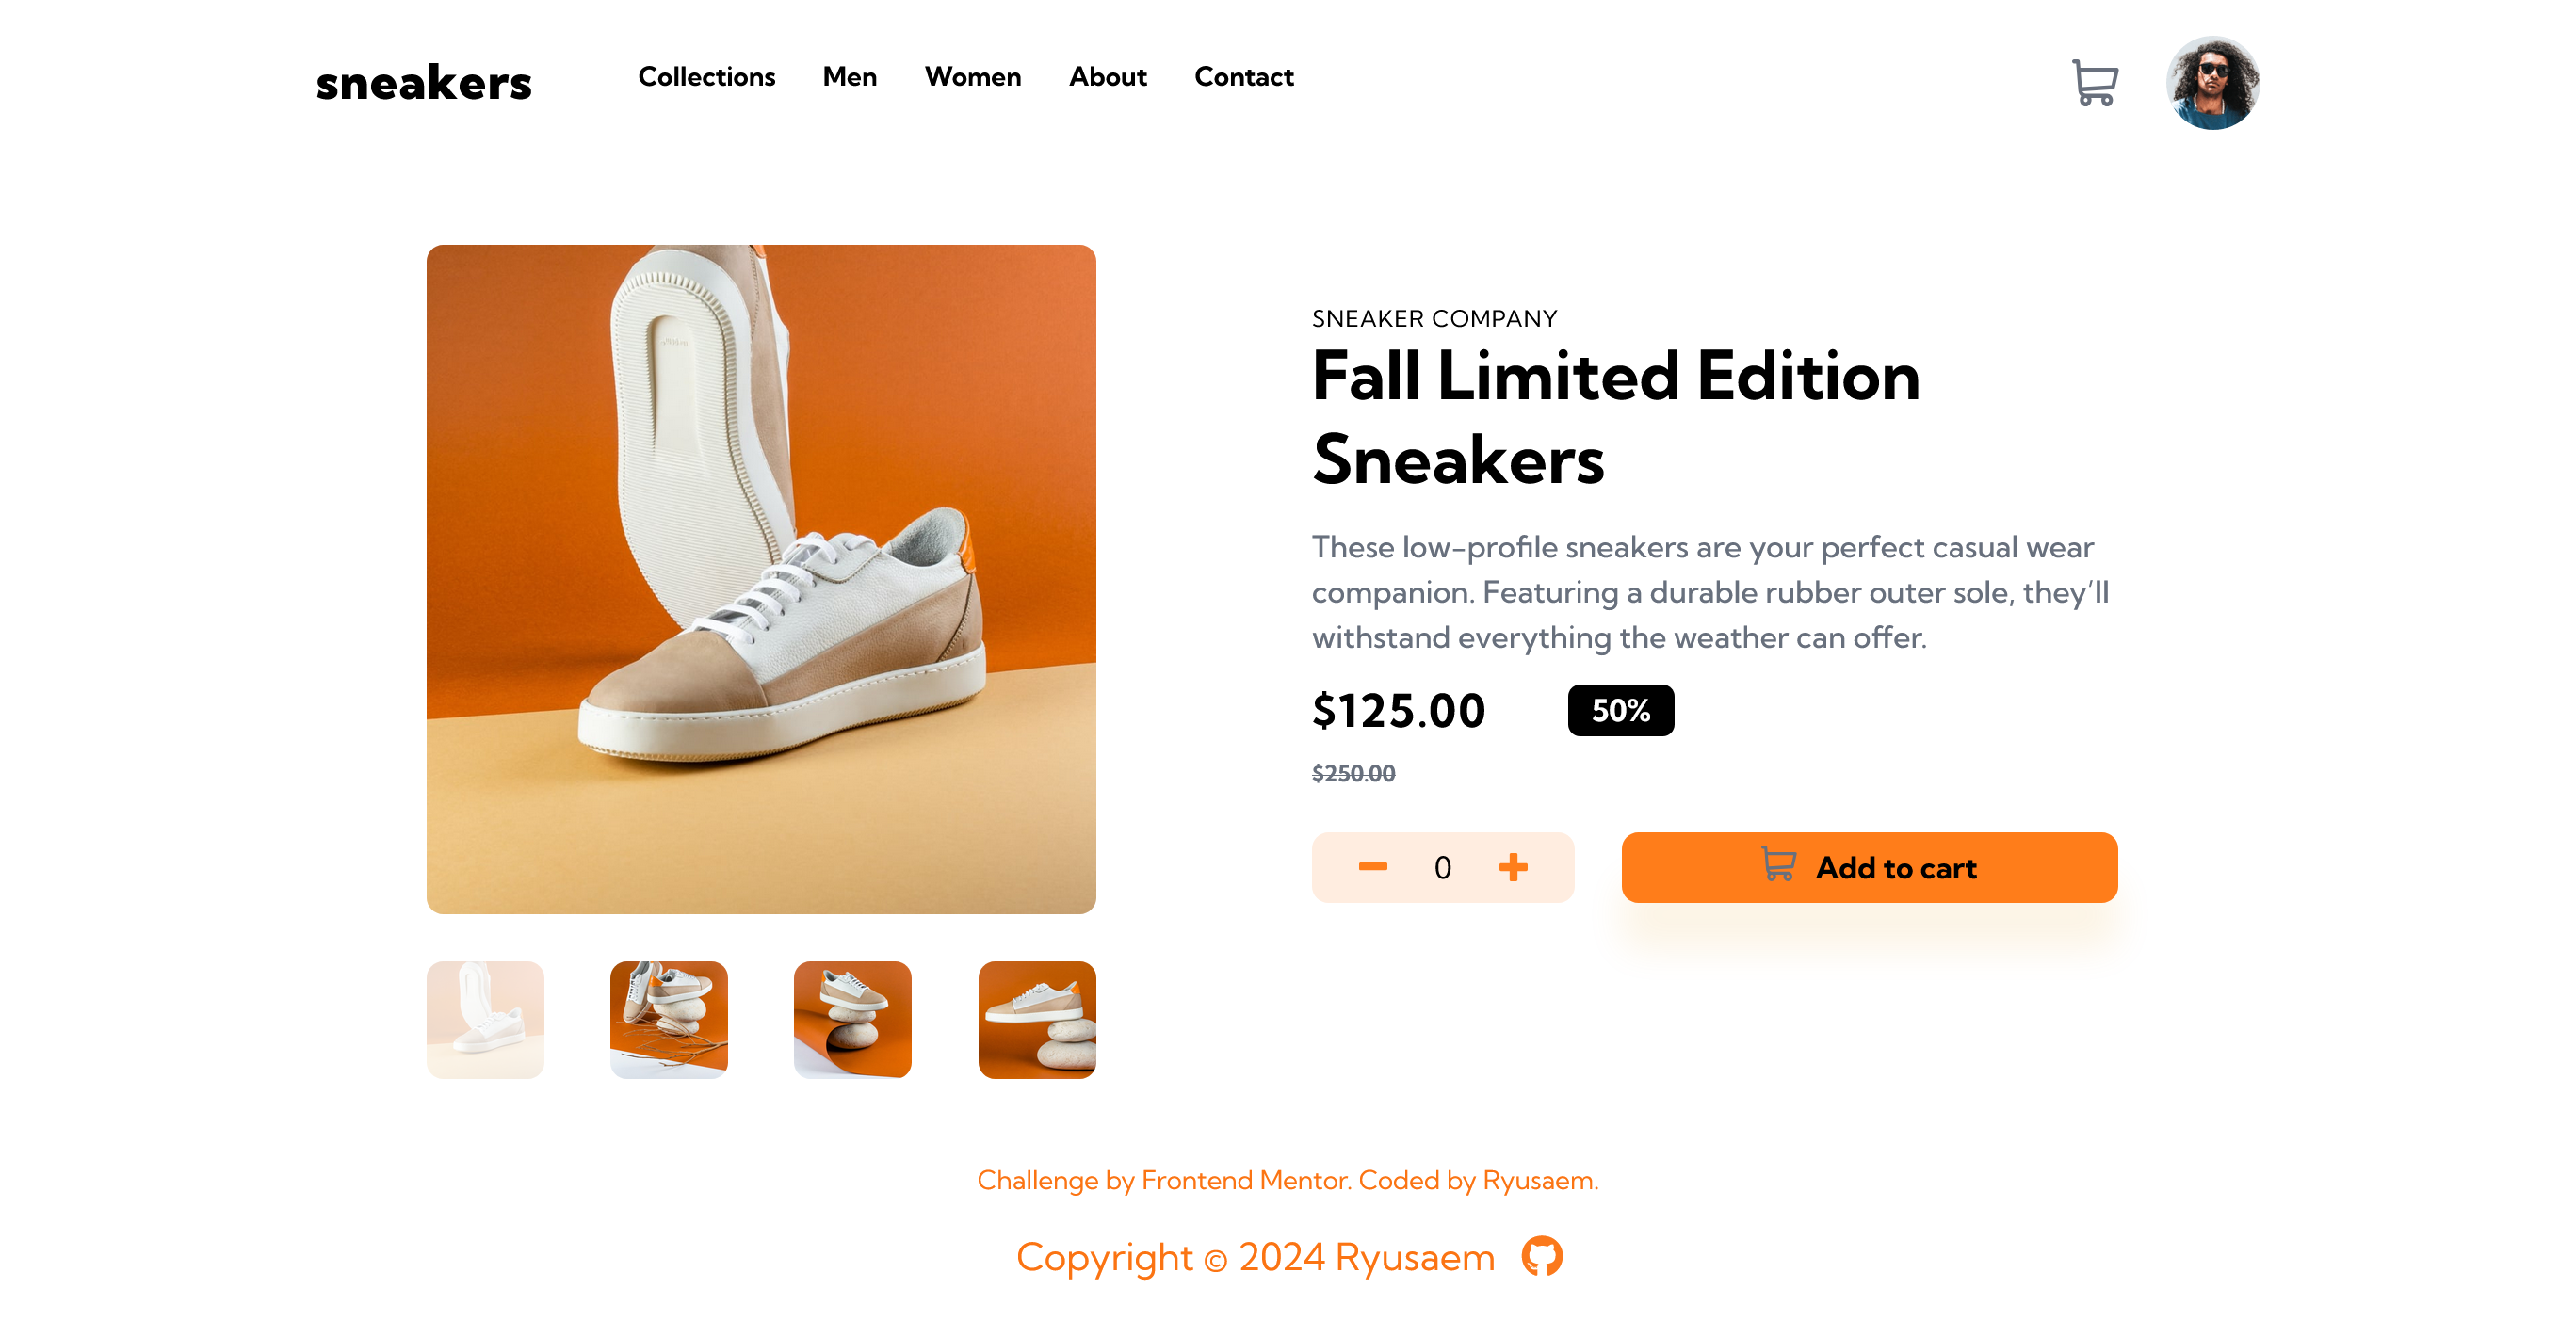 sneakers
Collections Men Women About Contact
SNEAKER COMPANY
Fall Limited Edition
Sneakers
These low-profile sneakers are your perfect casual wear
companion. Featuring a durable rubber outer sole, they’ll
withstand everything the weather can offer.
$125.00 50%
$250.00
0
Add to cart
Challenge by Frontend Mentor. Coded by Ryusaem.
Copyright © 2024 Ryusaem